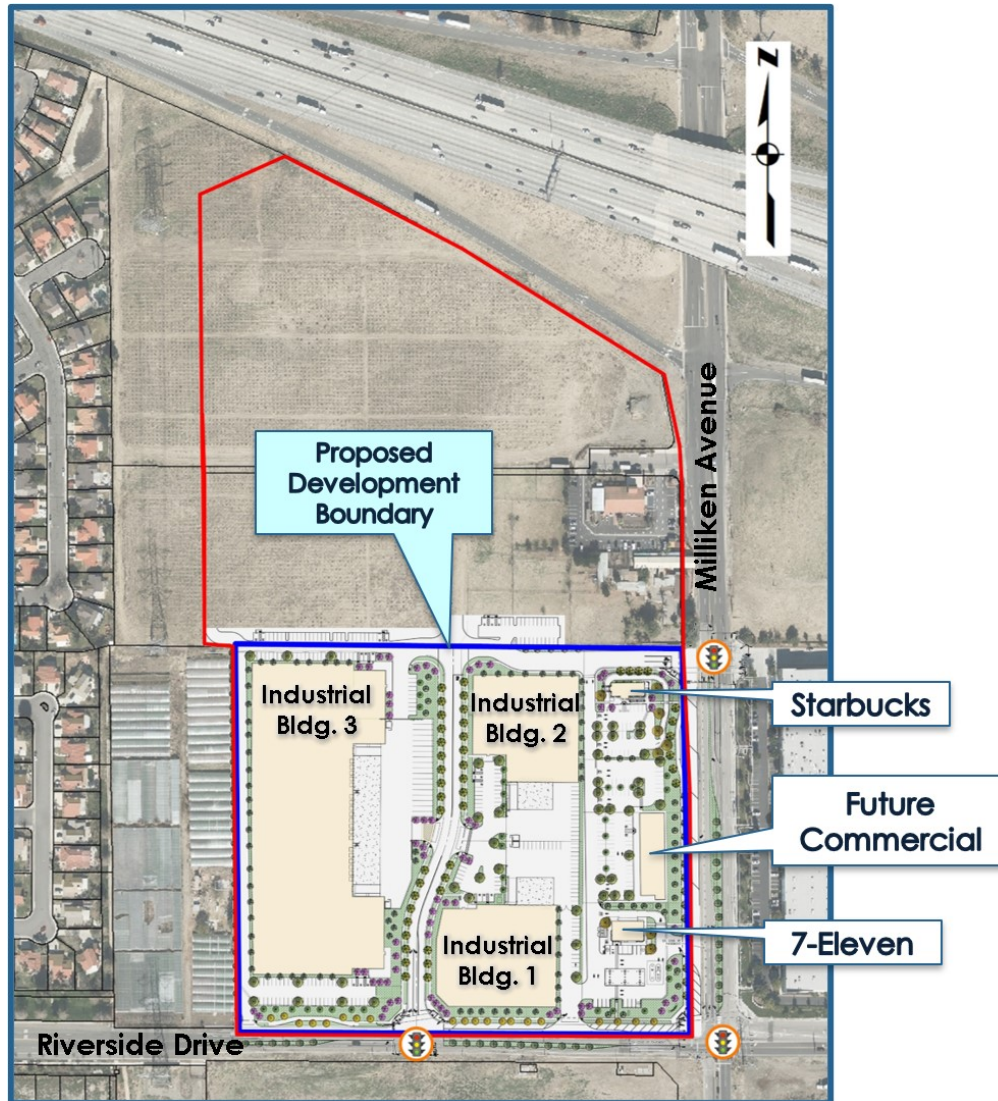 N
Milliken Avenue
Proposed
Development
Boundary
Industrial
Bldg. 3
Industrial
Bldg. 2
Starbucks
Future
Commercial
Industrial
Bldg. 1
7-Eleven
Riverside Drive